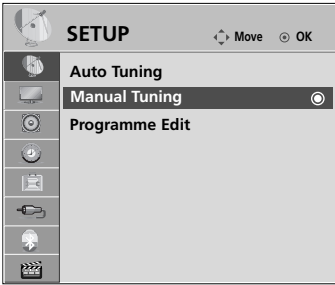 SETUP Move OK
Auto Tuning
Manual Tuning
Programme Edit